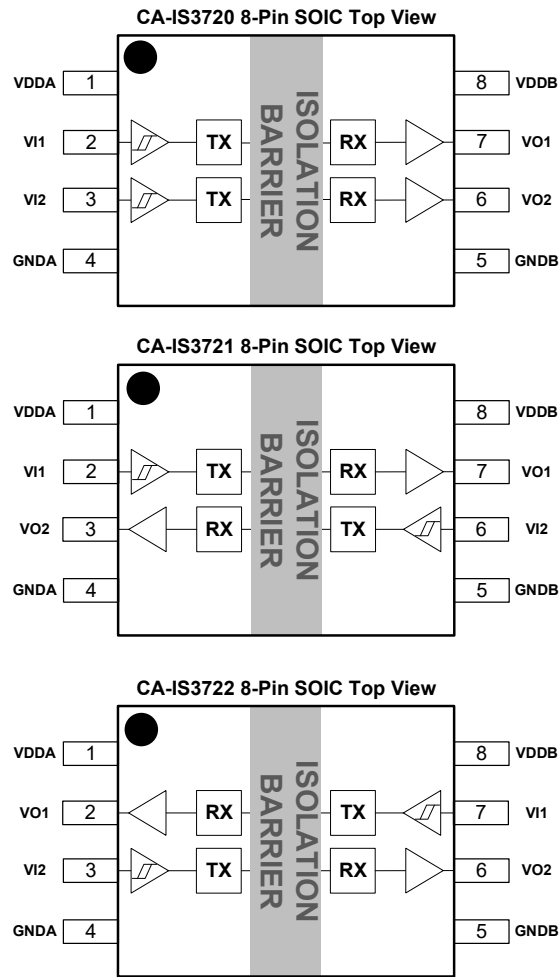 CA-IS3720 8-Pin SOIC Top View
VDDA 1 8 VDDB
VI1 2 TX RX 7 VO1
VI2 3 TX RX 6 VO2
GNDA 4 5 GNDB
ISOLATION
BARRIER
CA-IS3721 8-Pin SOIC Top View
VDDA 1 8 VDDB
VI1 2 TX RX 7 VO1
VO2 3 RX TX 6 VI2
GNDA 4 5 GNDB
ISOLATION
BARRIER
CA-IS3722 8-Pin SOIC Top View
VDDA 1 8 VDDB
VO1 2 RX TX 7 VI1
VI2 3 TX RX 6 VO2
GNDA 4 5 GNDB
ISOLATION
BARRIER